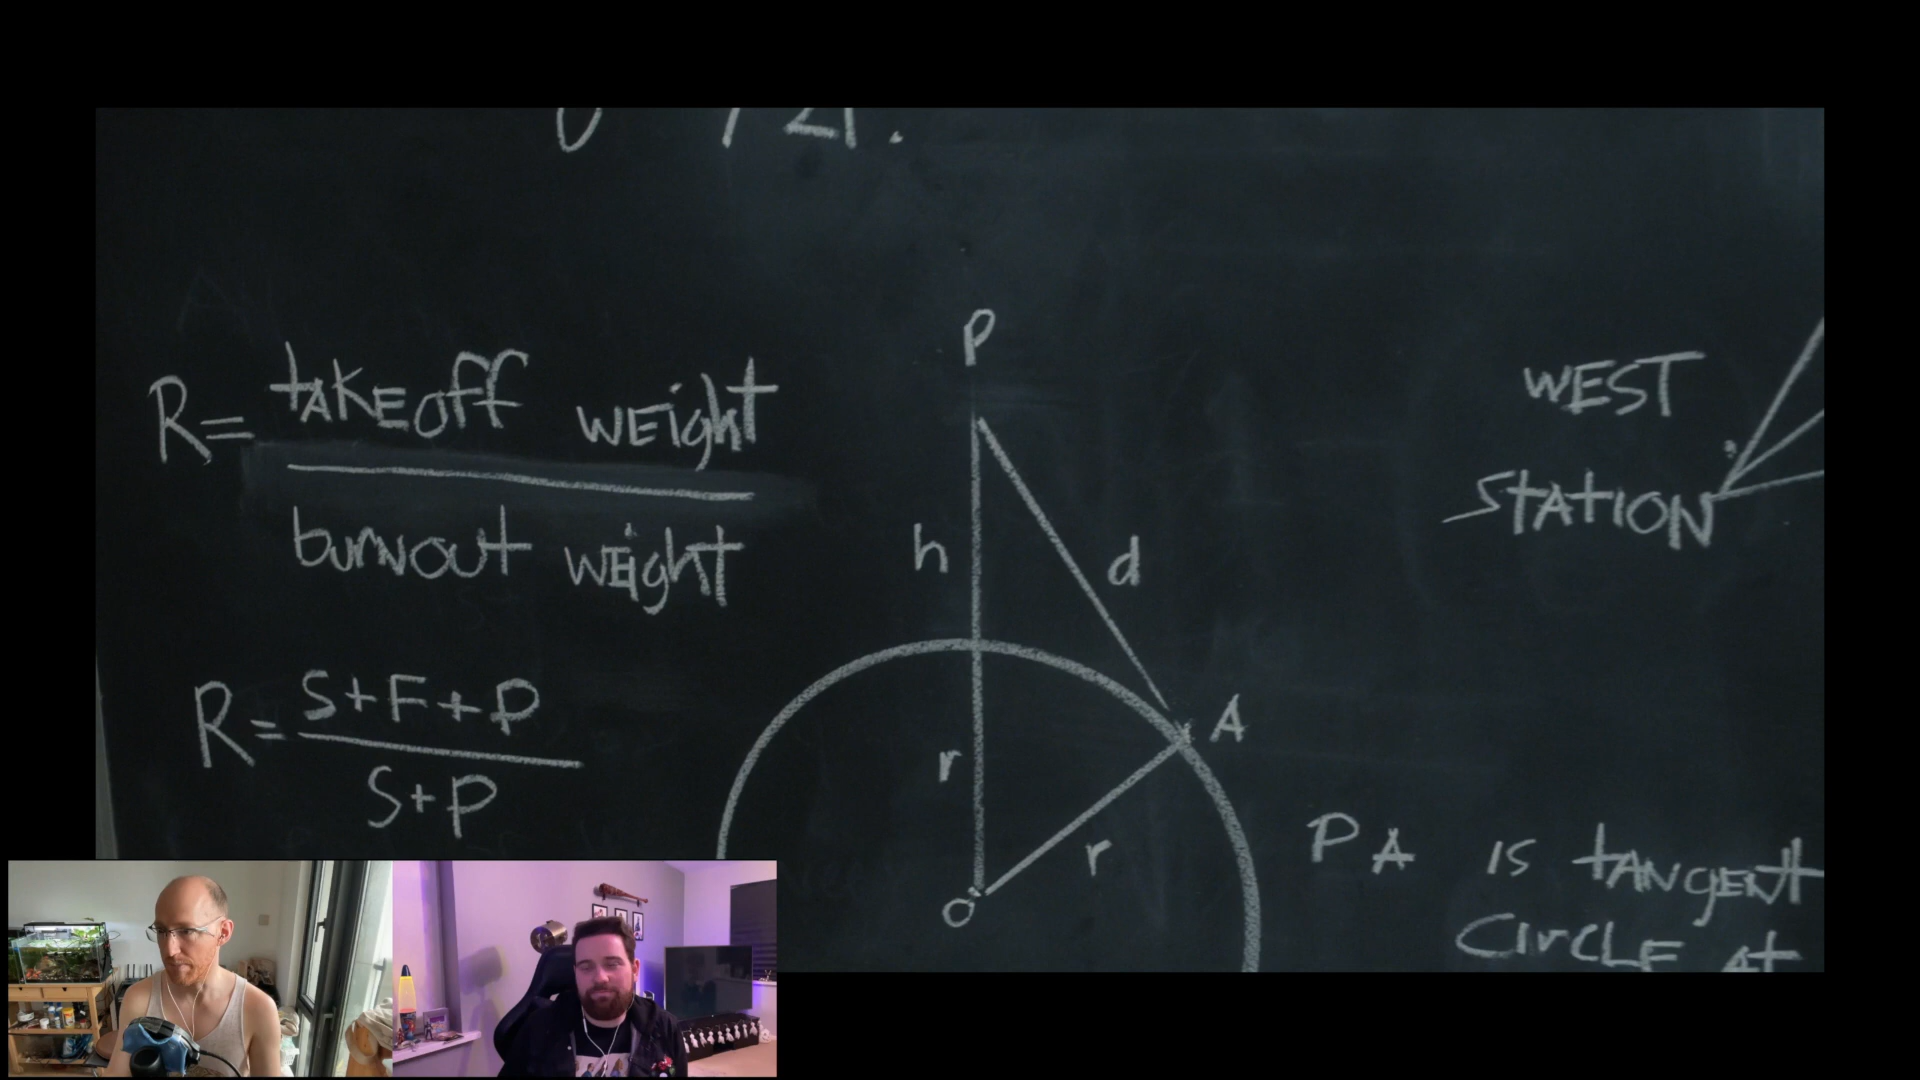 R = takeoff weight
burnout weight
R = S+F+P
S+P
P
h
d
r
A
r
O
WEST
STATION
PA is tangent
circle at